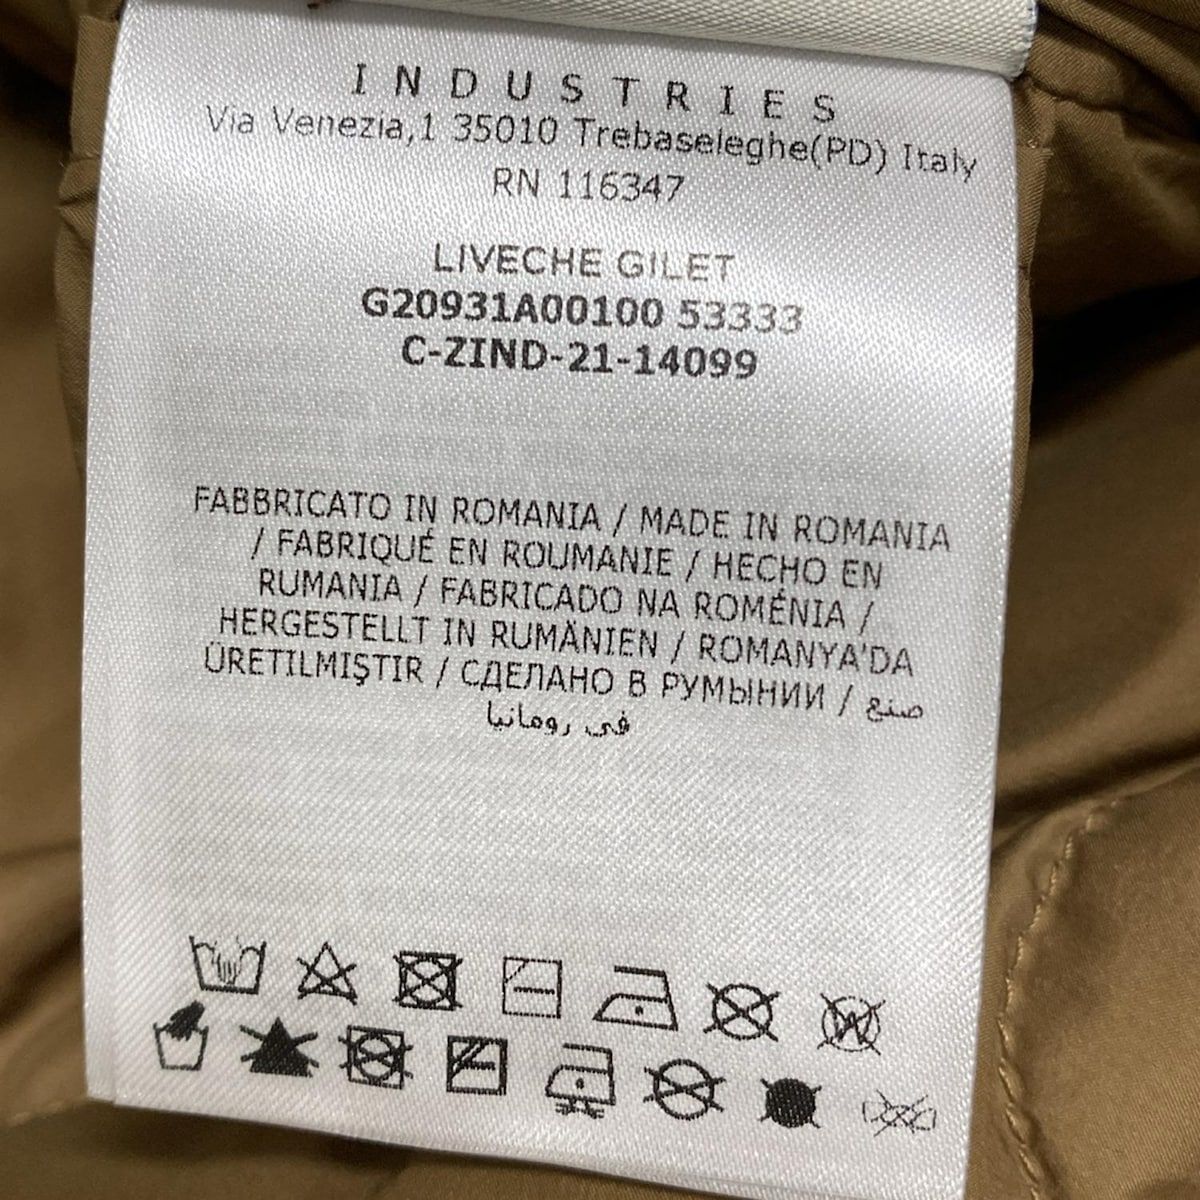 INDUSTRIES
Via Venezia,1 35010 Trebaseleghe(PD) Italy
RN 116347
LIVECHE GILET
G20931A00100 53333
C-ZIND-21-14099
FABBRICATO IN ROMANIA / MADE IN ROMANIA
/ FABRIQUÉ EN ROUMANIE / HECHO EN
RUMANIA / FABRICADO NA ROMÉNIA /
HERGESTELLT IN RUMÄNIEN / ROMANYA'DA
ÜRETILMIŞTIR / СДЕЛАНО В РУМЫНИИ / صنع
في رومانيا
W